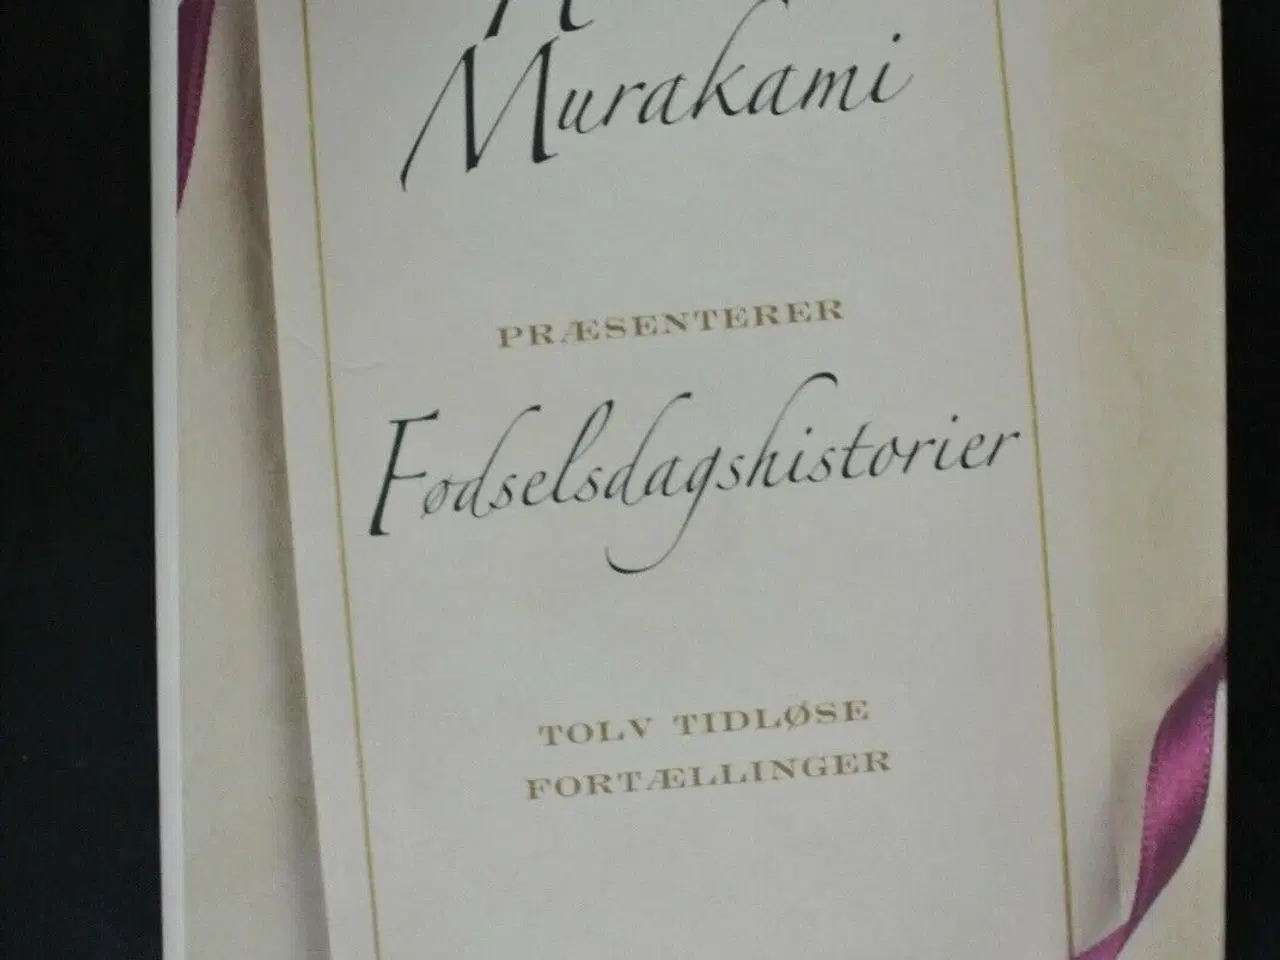 Murakami
PRÆSENTERER
Fødselsdagshistorier
TOLV TIDLØSE
FORTÆLLINGER